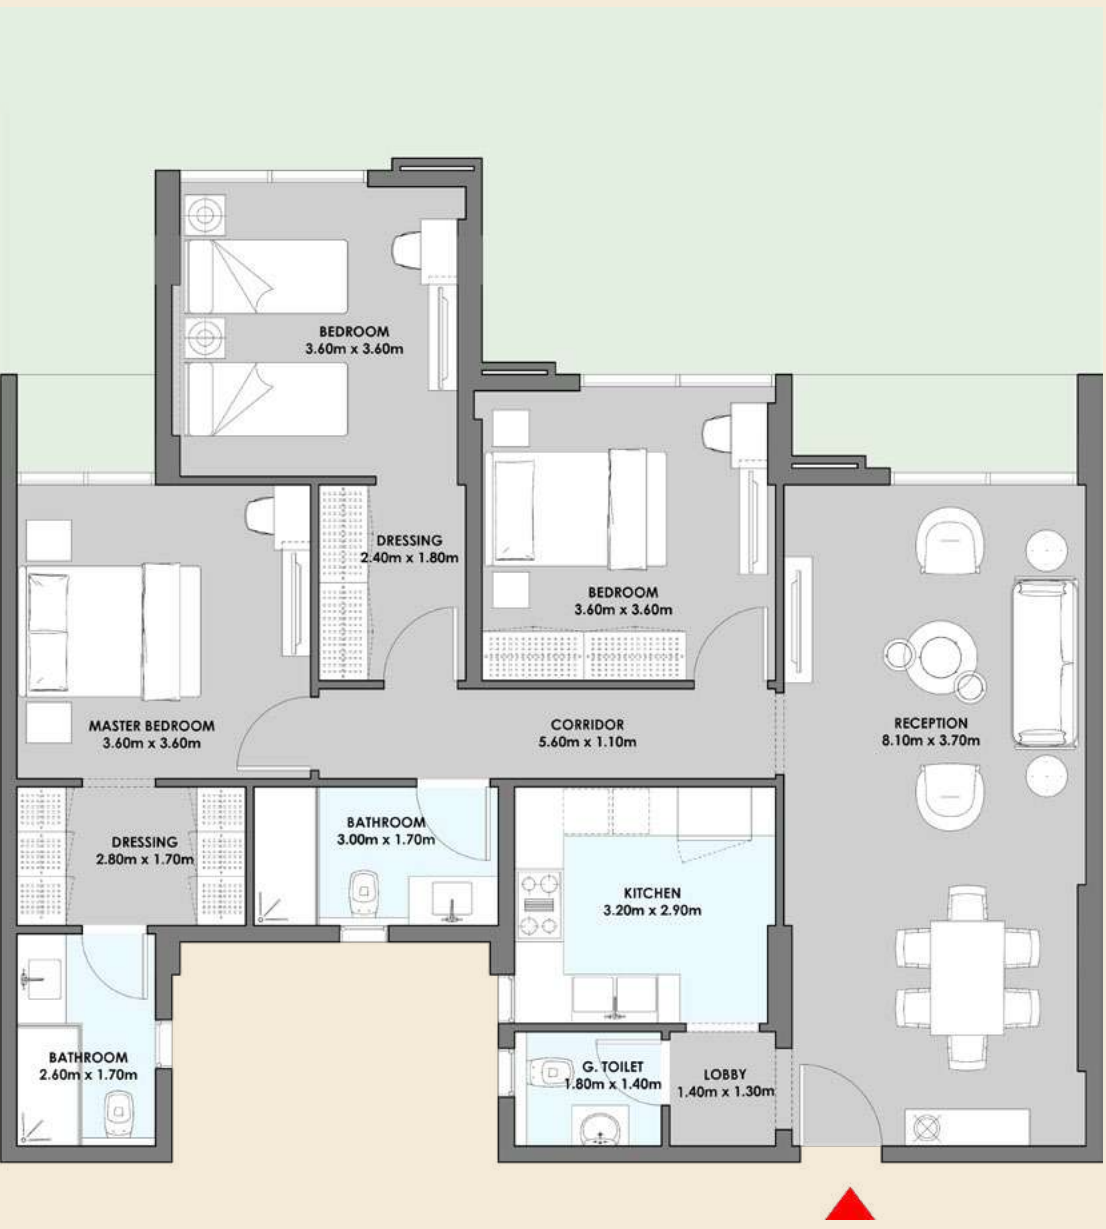 BEDROOM
3.60m x 3.60m
DRESSING
2.40m x 1.80m
BEDROOM
3.60m x 3.60m
MASTER BEDROOM
3.60m x 3.60m
CORRIDOR
5.60m x 1.10m
RECEPTION
8.10m x 3.70m
DRESSING
2.80m x 1.70m
BATHROOM
3.00m x 1.70m
KITCHEN
3.20m x 2.90m
BATHROOM
2.60m x 1.70m
G. TOILET
1.80m x 1.40m
LOBBY
1.40m x 1.30m